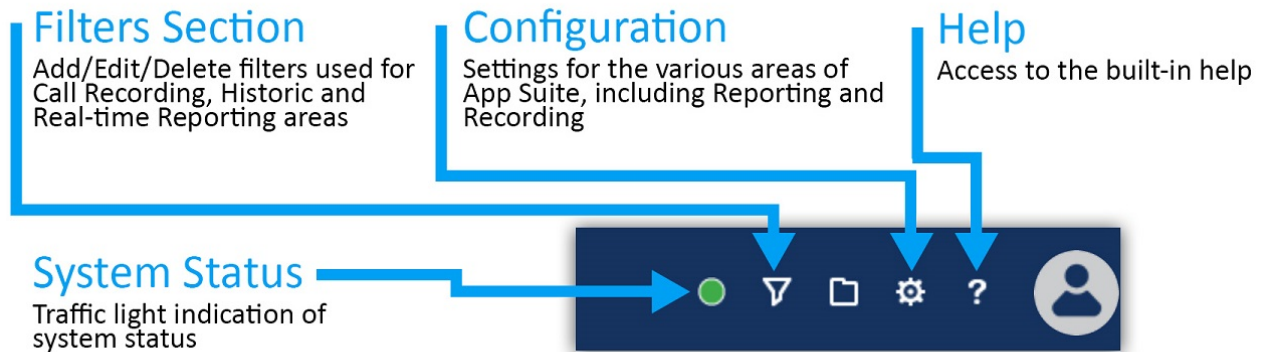 Filters Section
Add/Edit/Delete filters used for
Call Recording, Historic and
Real-time Reporting areas
Configuration
Settings for the various areas of
App Suite, including Reporting and
Recording
Help
Access to the built-in help
System Status
Traffic light indication of
system status
?